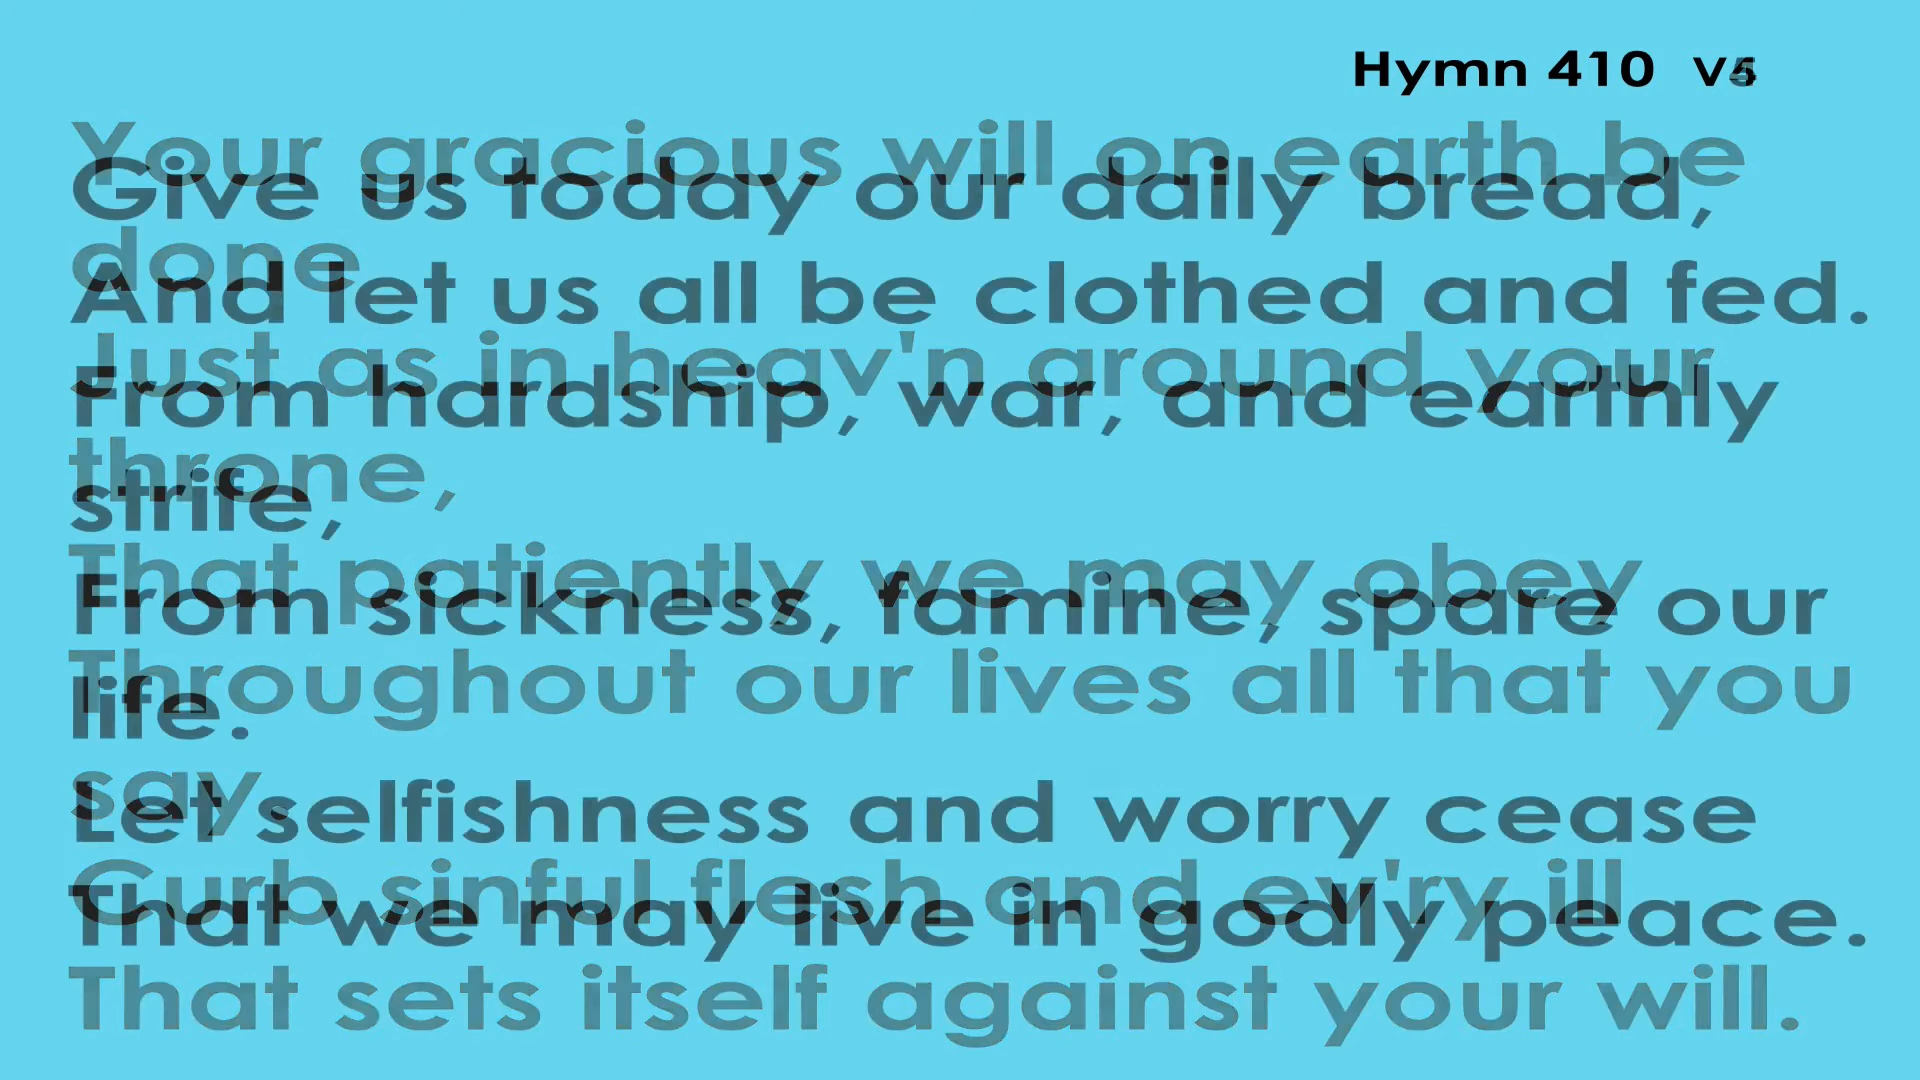 Hymn 410 V
Your gracious will on earth be
done
Just as in heav'n around your
throne,
That patiently we may obey
Throughout our lives all that you
say
Curb sinful flesh and ev'ry ill
That sets itself against your will.
Give us today our daily bread,
And let us all be clothed and fed.
From hardship, war, and earthly
strife,
From sickness, famine, spare our
life.
Let selfishness and worry cease
That we may live in godly peace.